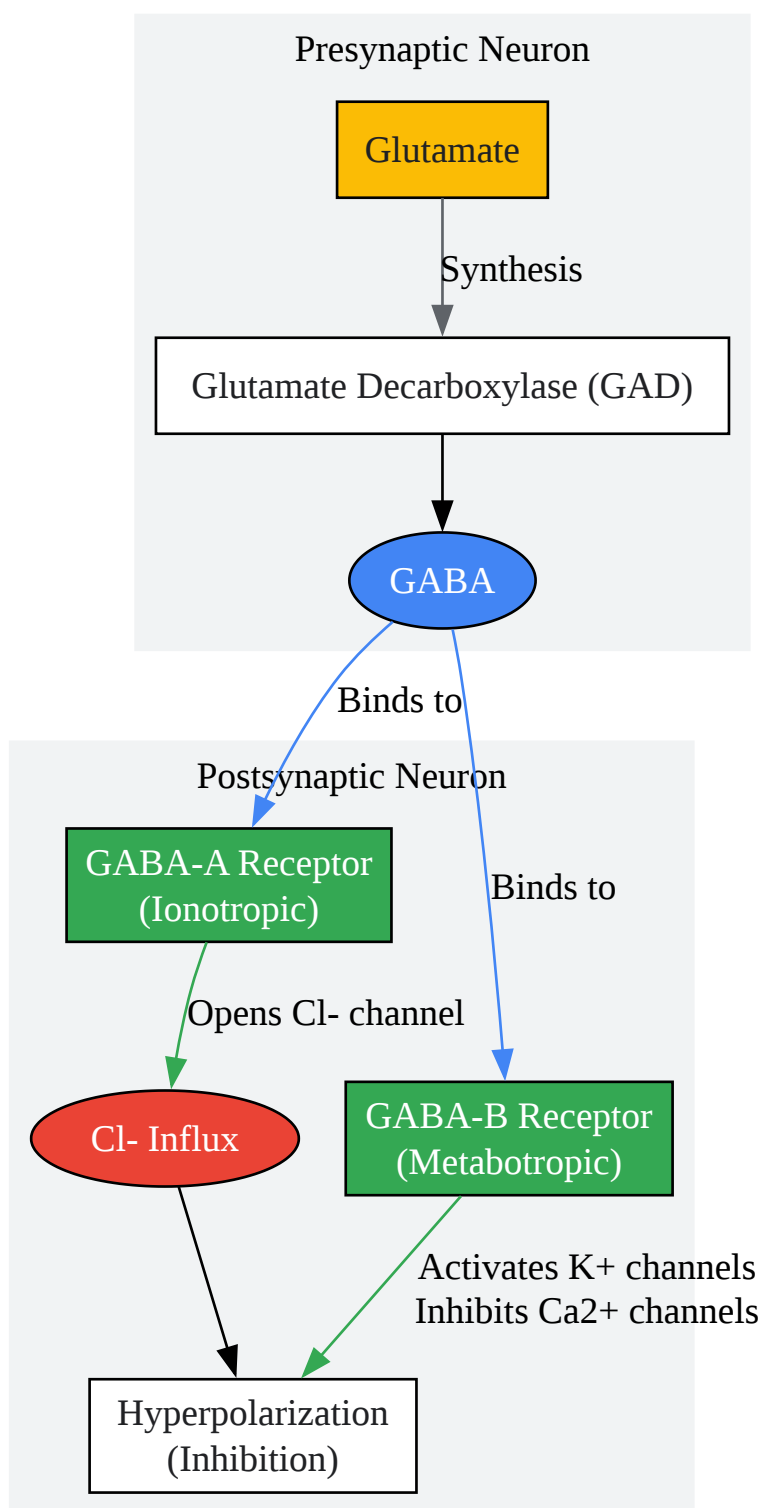 Presynaptic Neuron
Glutamate
Synthesis
Glutamate Decarboxylase (GAD)
GABA
Binds to
Postsynaptic Neuron
GABA-A Receptor
(Ionotropic)
Binds to
Opens Cl- channel
Cl- Influx
GABA-B Receptor
(Metabotropic)
Activates K+ channels
Inhibits Ca2+ channels
Hyperpolarization
(Inhibition)